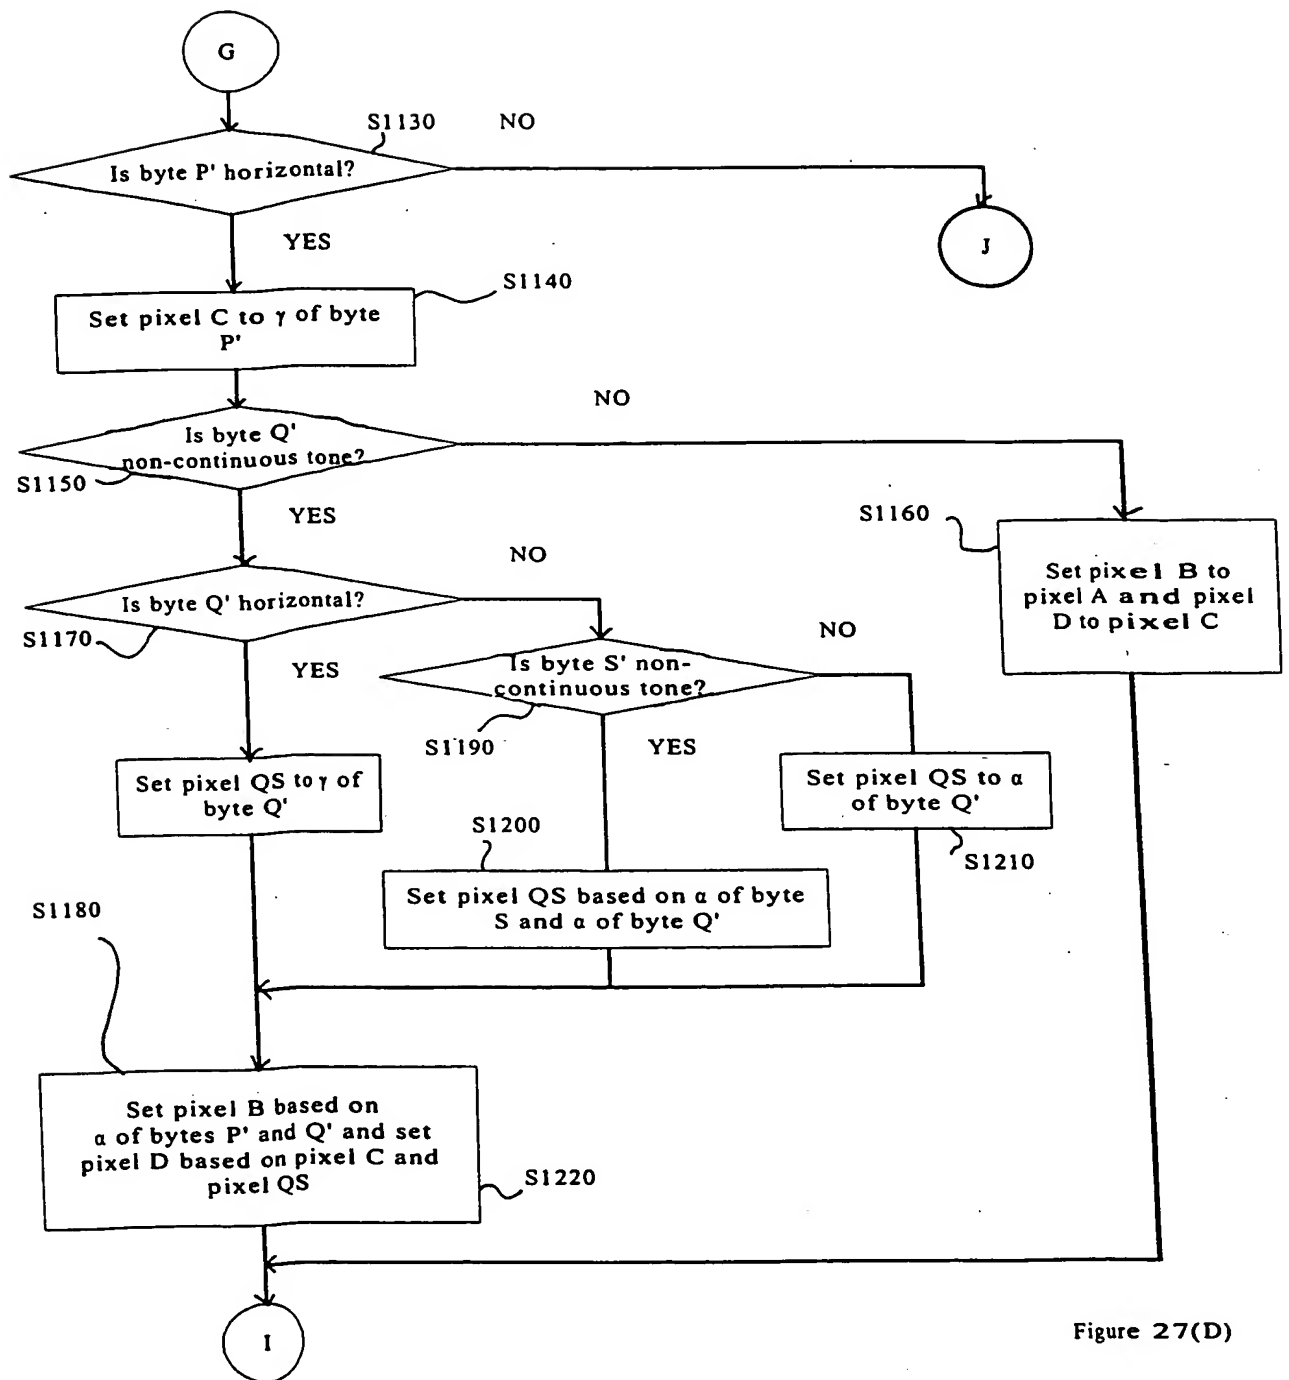 G
S1130
NO
Is byte P' horizontal?
YES
J
S1140
Set pixel C to γ of byte
P'
NO
Is byte Q'
non-continuous tone?
S1150
YES
S1160
Set pixel B to
pixel A and pixel
D to pixel C
NO
Is byte Q' horizontal?
S1170
YES
NO
Is byte S' non-
continuous tone?
S1190
YES
Set pixel QS to γ of
byte Q'
Set pixel QS to α
of byte Q'
S1210
S1200
Set pixel QS based on α of byte
S and α of byte Q'
S1180
Set pixel B based on
α of bytes P' and Q' and set
pixel D based on pixel C and
pixel QS
S1220
I
Figure 27(D)